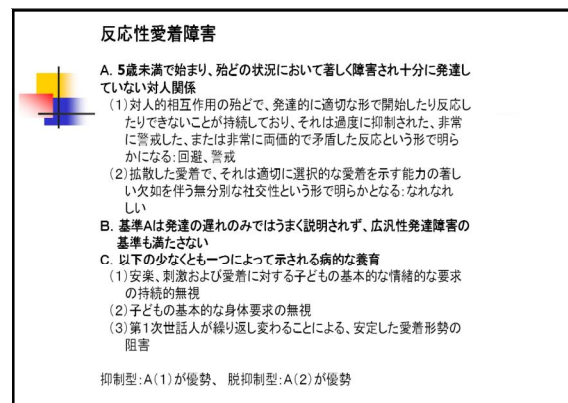 反応性愛着障害
A. 5歳未満で始まり、殆どの状況において著しく障害され十分に発達し
ていない対人関係
(1)対人的相互作用の殆どで、発達的に適切な形で開始したり反応し
たりできないことが持続しており、それは過度に抑制された、非常
に警戒した、または非常に両価的で矛盾した反応という形で明ら
かになる:回避、警戒
(2)拡散した愛着で、それは適切に選択的な愛着を示す能力の著し
い欠如を伴う無分別な社交性という形で明らかとなる:なれなれ
しい
B. 基準Aは発達の遅れのみではうまく説明されず、広汎性発達障害の
基準も満たさない
C. 以下の少なくとも一つによって示される病的な養育
(1)安楽、刺激および愛着に対する子どもの基本的な情緒的な要求
の持続的無視
(2)子どもの基本的な身体要求の無視
(3)第1次世話人が繰り返し変わることによる、安定した愛着形勢の
阻害
抑制型:A(1)が優勢、 脱抑制型:A(2)が優勢